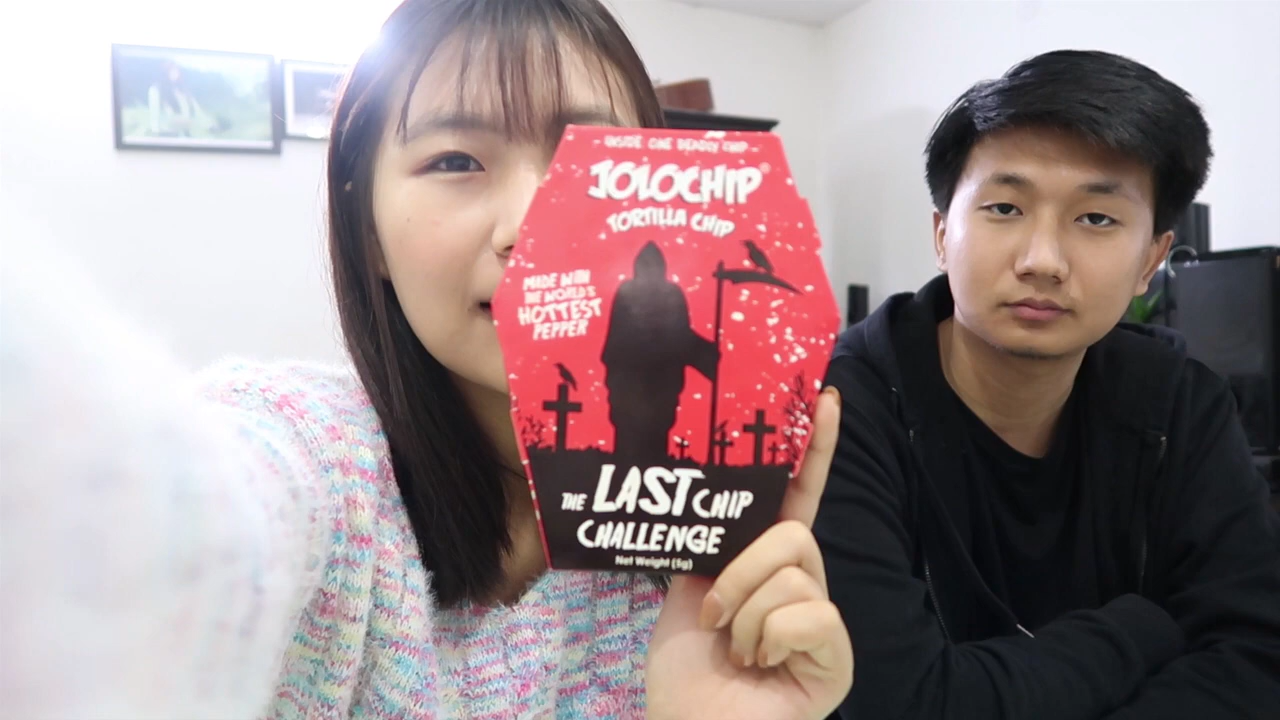 INSIDE ONE DEADLY CHIP
JOLOCHIP®
TORTILLA CHIP
MADE WITH
THE WORLD'S
HOTTEST
PEPPER
THE LAST CHIP
CHALLENGE
Net Weight (5g)